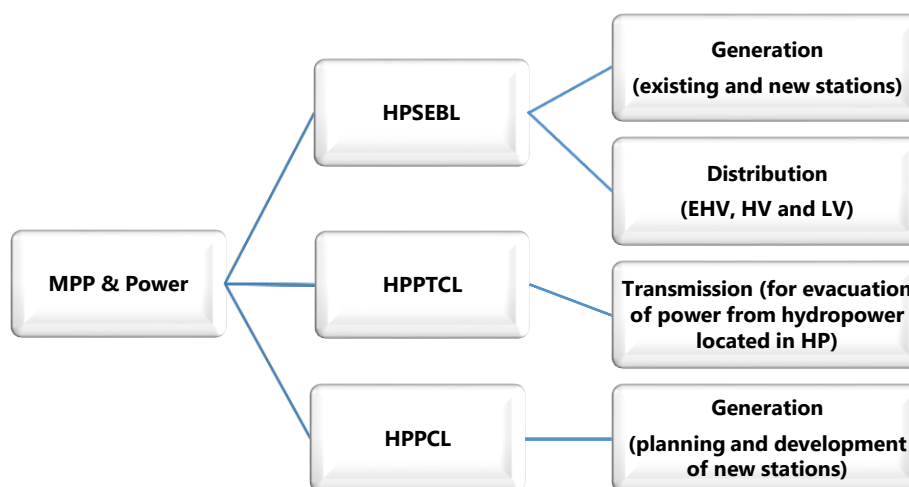 MPP & Power
HPSEBL
HPPTCL
HPPCL
Generation
(existing and new stations)
Distribution
(EHV, HV and LV)
Transmission (for evacuation
of power from hydropower
located in HP)
Generation
(planning and development
of new stations)